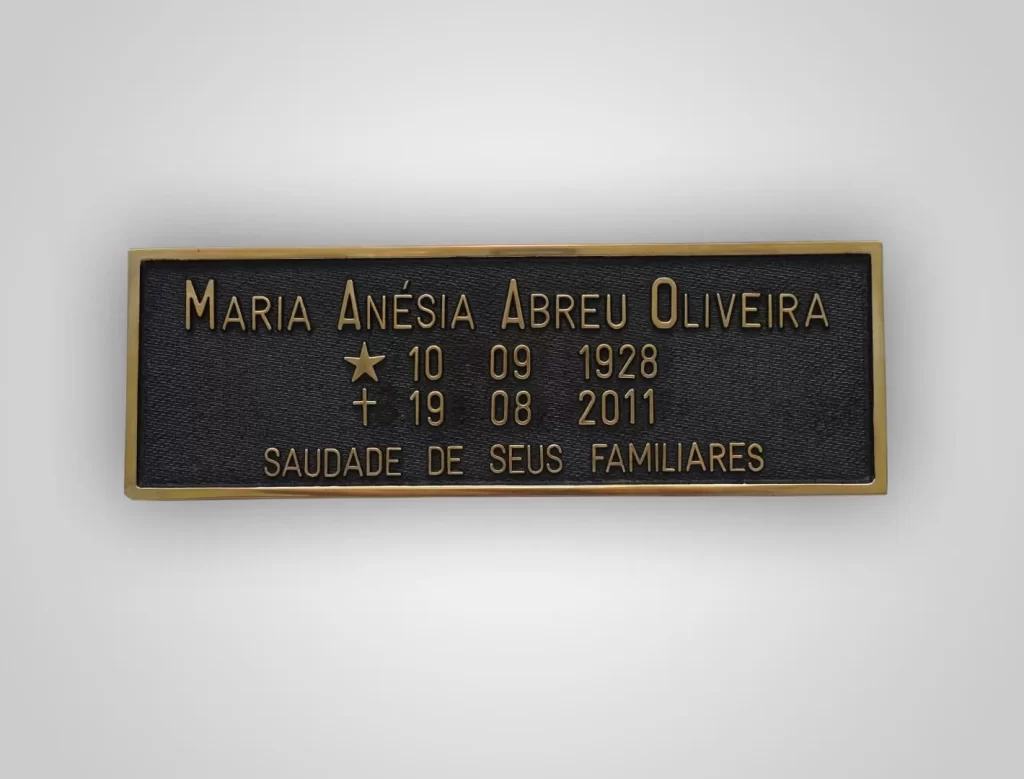 Maria Anésia Abreu Oliveira
★ 10 09 1928
✝ 19 08 2011
SAUDADE DE SEUS FAMILIARES